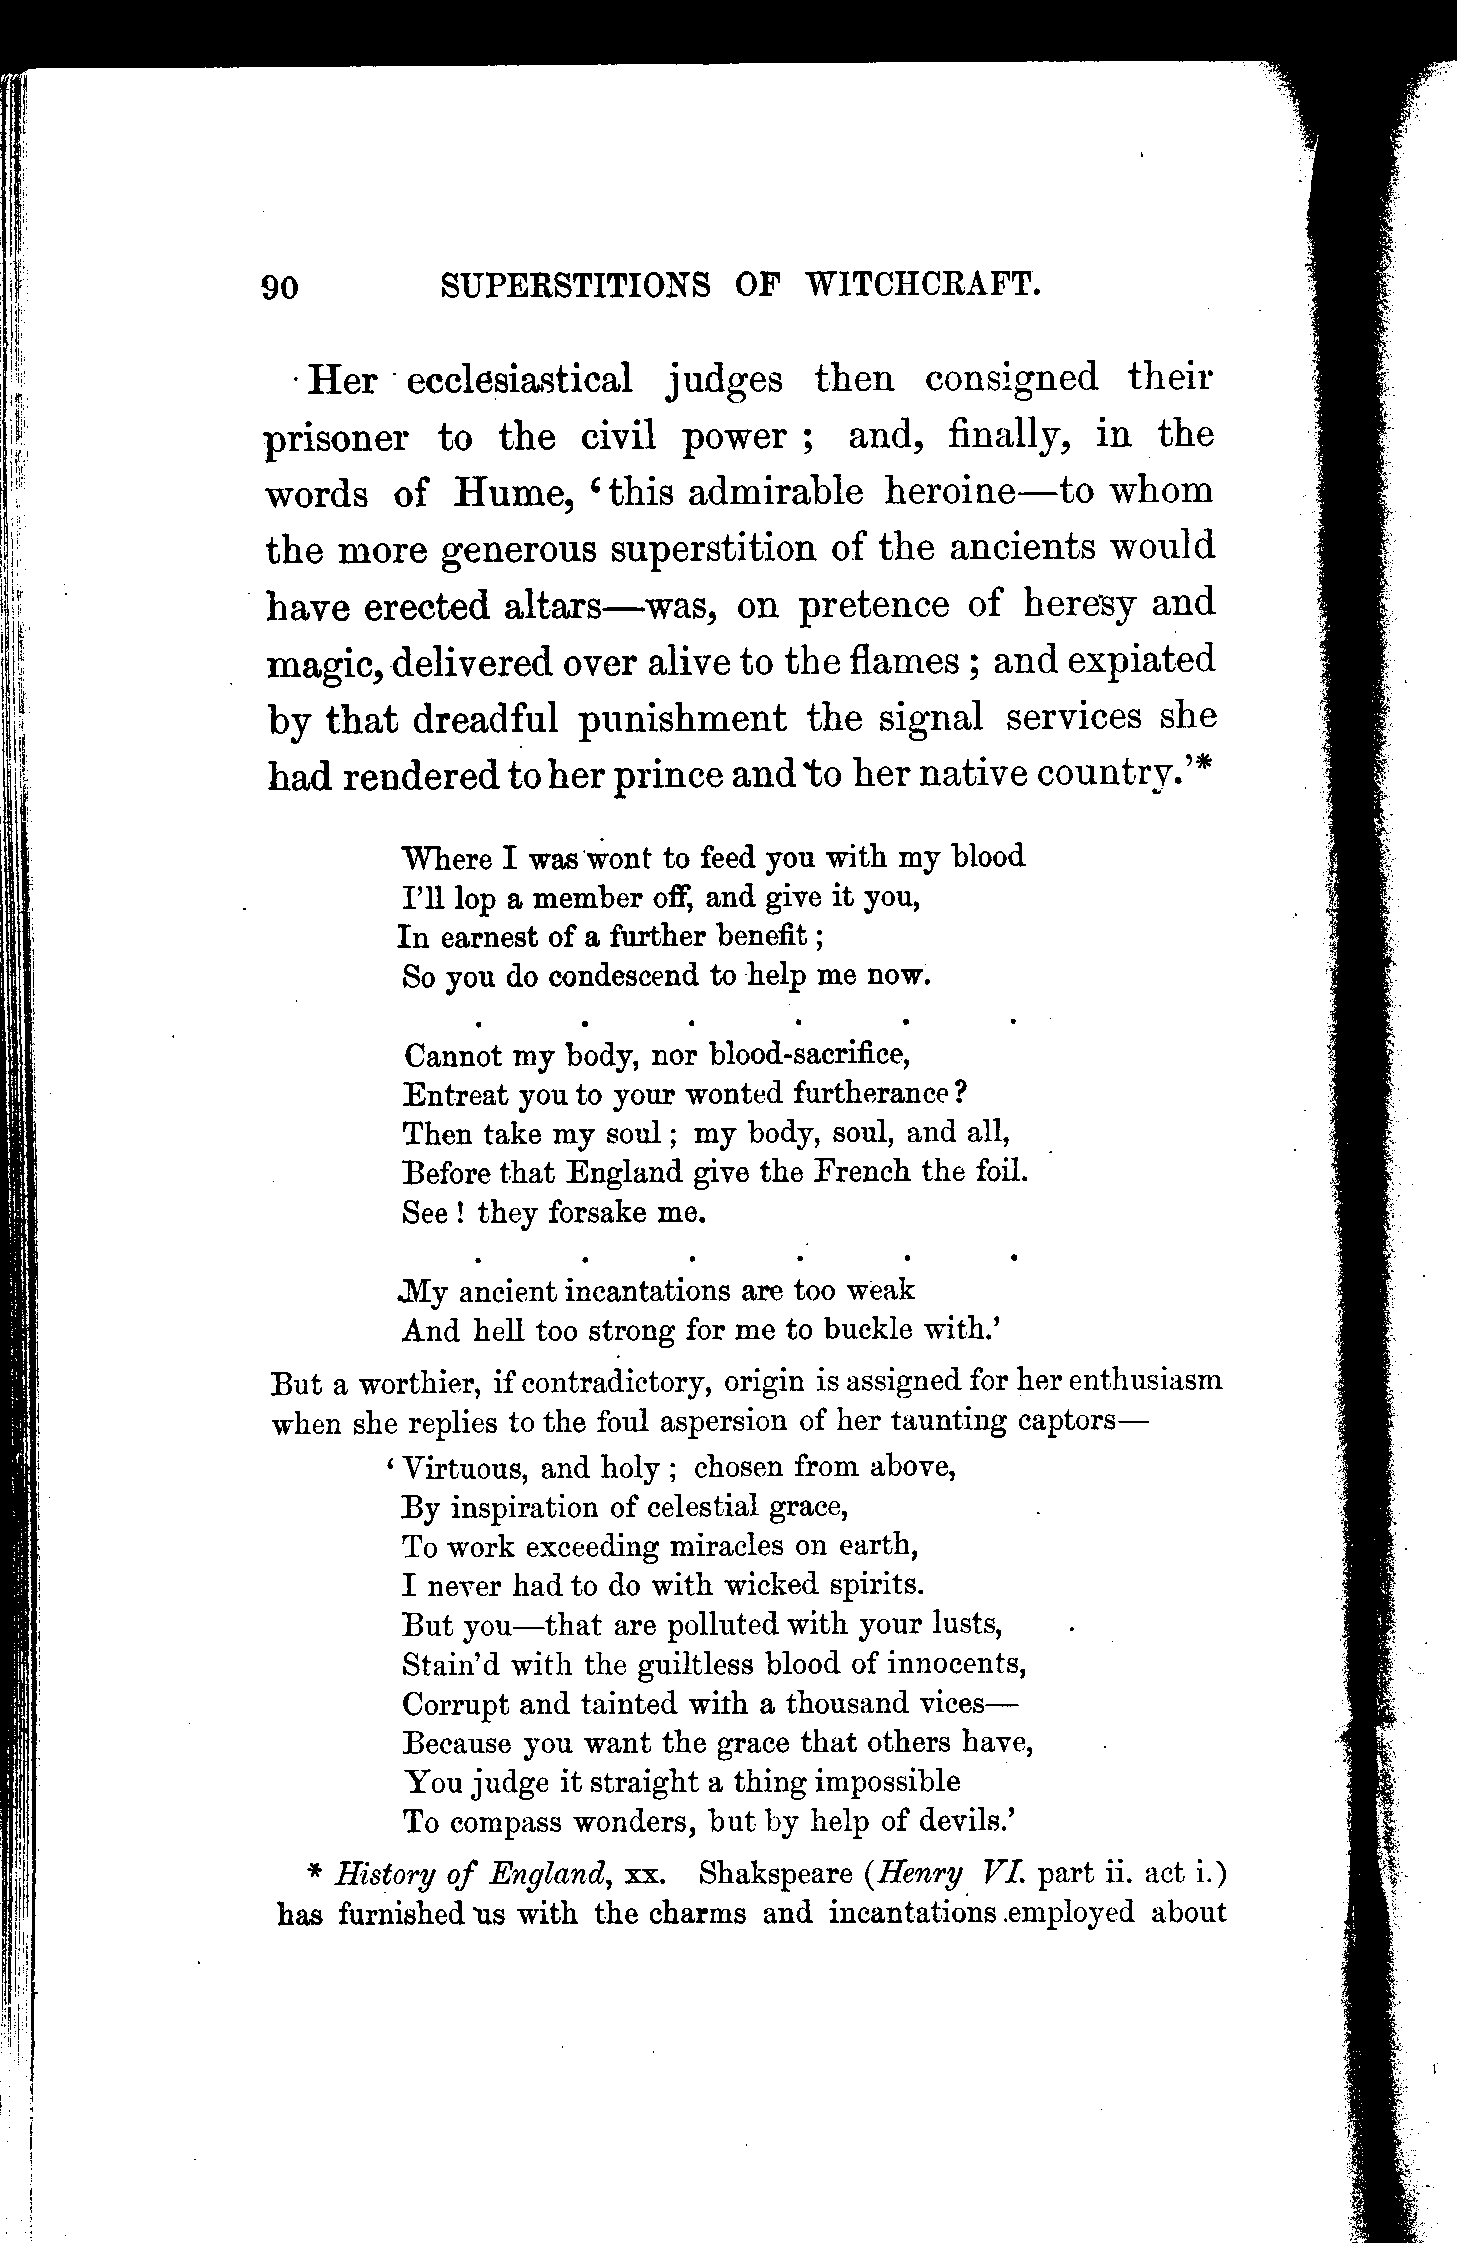 90 SUPERSTITIONS OF WITCHCRAFT.
Her ecclesiastical judges then consigned their
prisoner to the civil power ; and, finally, in the
words of Hume, ‘this admirable heroine—to whom
the more generous superstition of the ancients would
have erected altars—was, on pretence of heresy and
magic, delivered over alive to the flames ; and expiated
by that dreadful punishment the signal services she
had rendered to her prince and to her native country.’*
Where I was wont to feed you with my blood
I’ll lop a member off, and give it you,
In earnest of a further benefit ;
So you do condescend to help me now.
. . . . . .
Cannot my body, nor blood-sacrifice,
Entreat you to your wonted furtherance ?
Then take my soul ; my body, soul, and all,
Before that England give the French the foil.
See ! they forsake me.
. . . . . .
My ancient incantations are too weak
And hell too strong for me to buckle with.’
But a worthier, if contradictory, origin is assigned for her enthusiasm
when she replies to the foul aspersion of her taunting captors—
‘ Virtuous, and holy ; chosen from above,
By inspiration of celestial grace,
To work exceeding miracles on earth,
I never had to do with wicked spirits.
But you—that are polluted with your lusts,
Stain’d with the guiltless blood of innocents,
Corrupt and tainted with a thousand vices—
Because you want the grace that others have,
You judge it straight a thing impossible
To compass wonders, but by help of devils.’
* History of England, xx. Shakspeare (Henry VI. part ii. act i.)
has furnished us with the charms and incantations employed about